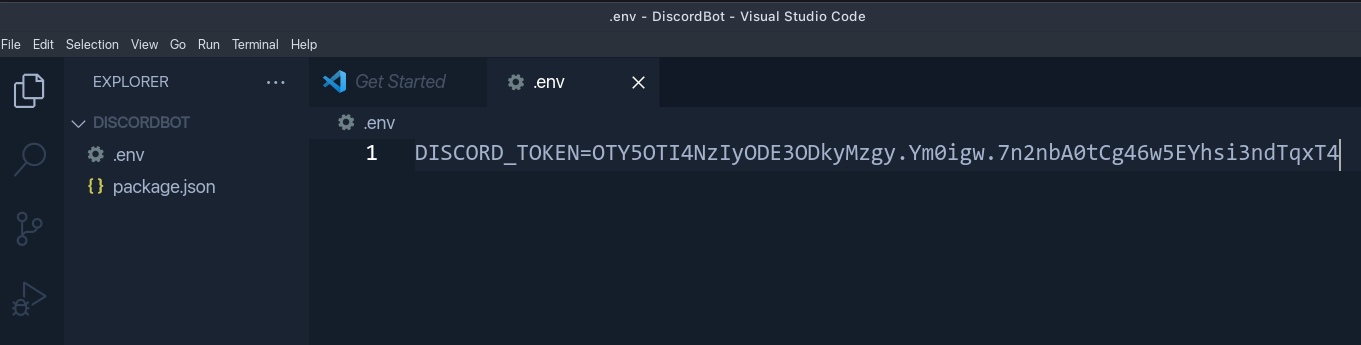 .env - DiscordBot - Visual Studio Code
File Edit Selection View Go Run Terminal Help
EXPLORER ··· Get Started .env
DISCORDBOT .env
.env 1 DISCORD_TOKEN=OTY5OTI4NzIyODE3ODkyMzgy.Ym0igw.7n2nbA0tCg46w5EYhsi3ndTqxT4
{} package.json